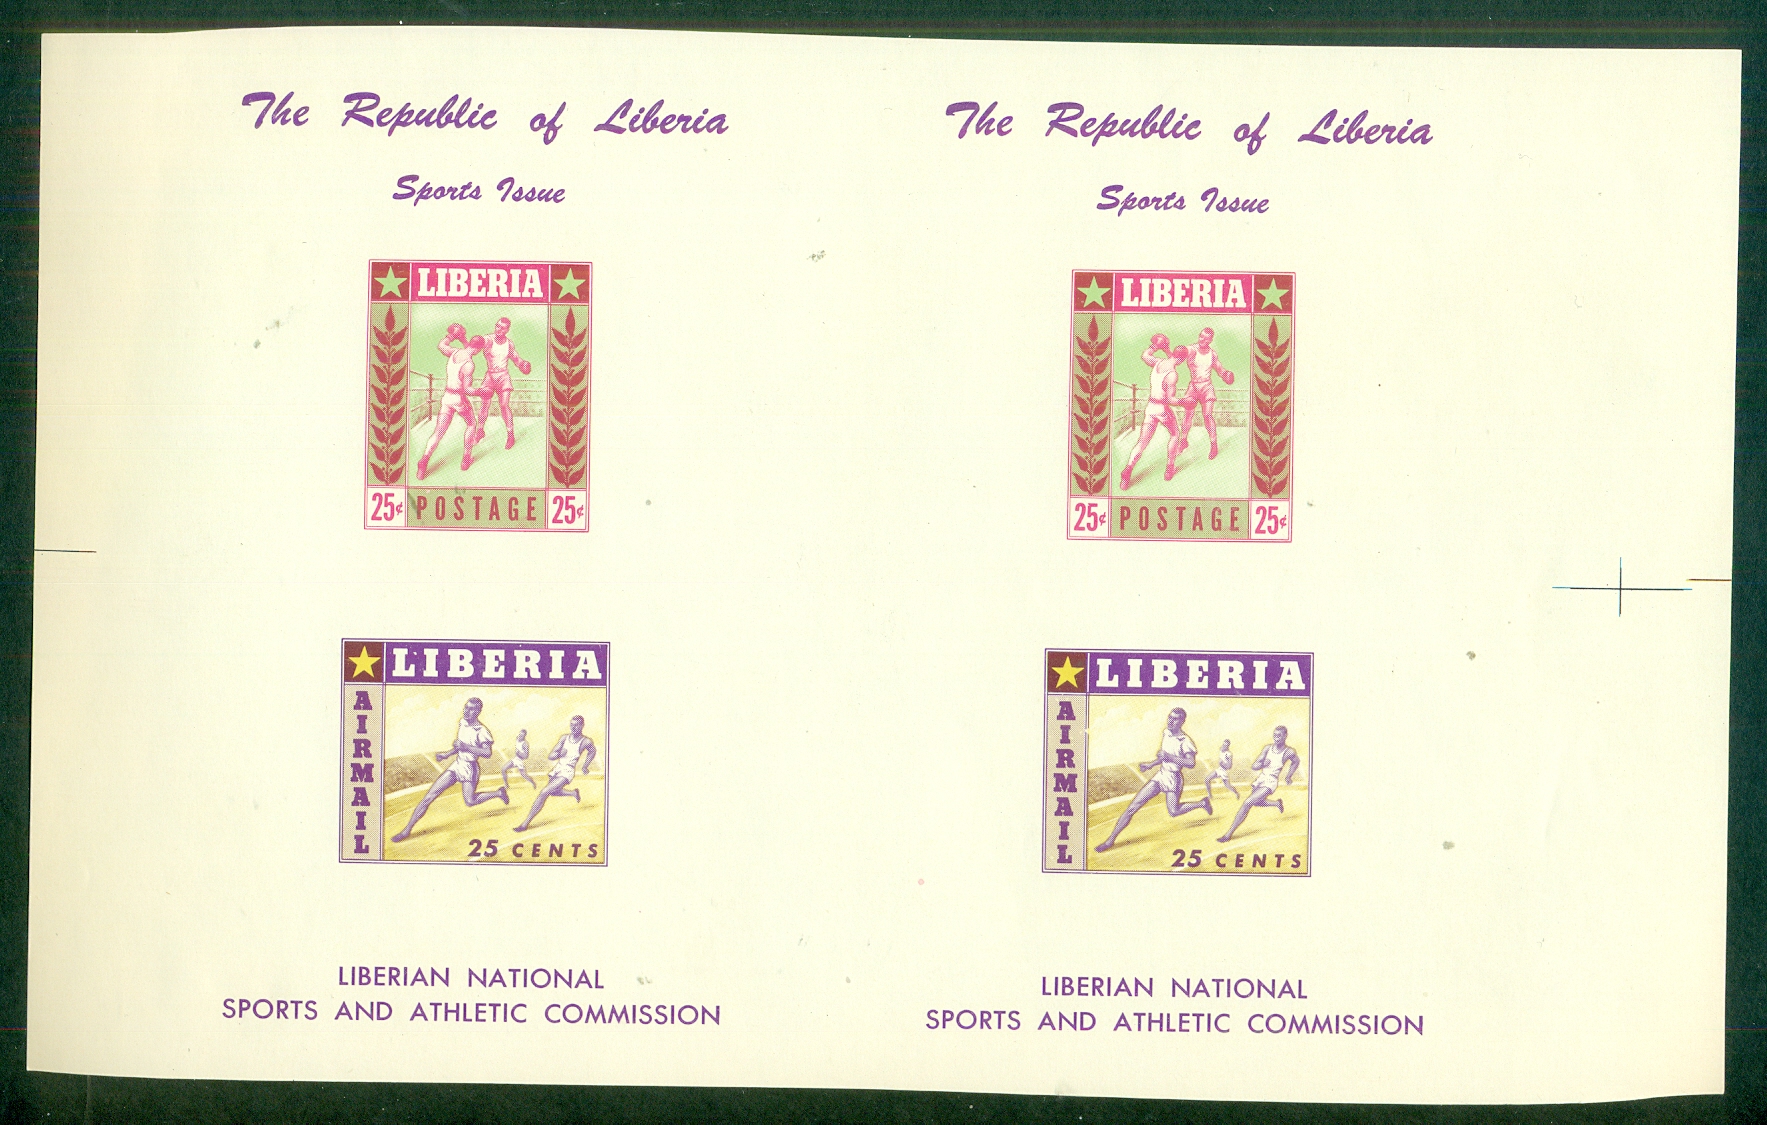 The Republic of Liberia
Sports Issue
LIBERIA
25¢ POSTAGE 25¢
LIBERIA
AIRMAIL
25 CENTS
LIBERIAN NATIONAL
SPORTS AND ATHLETIC COMMISSION
The Republic of Liberia
Sports Issue
LIBERIA
25¢ POSTAGE 25¢
LIBERIA
AIRMAIL
25 CENTS
LIBERIAN NATIONAL
SPORTS AND ATHLETIC COMMISSION